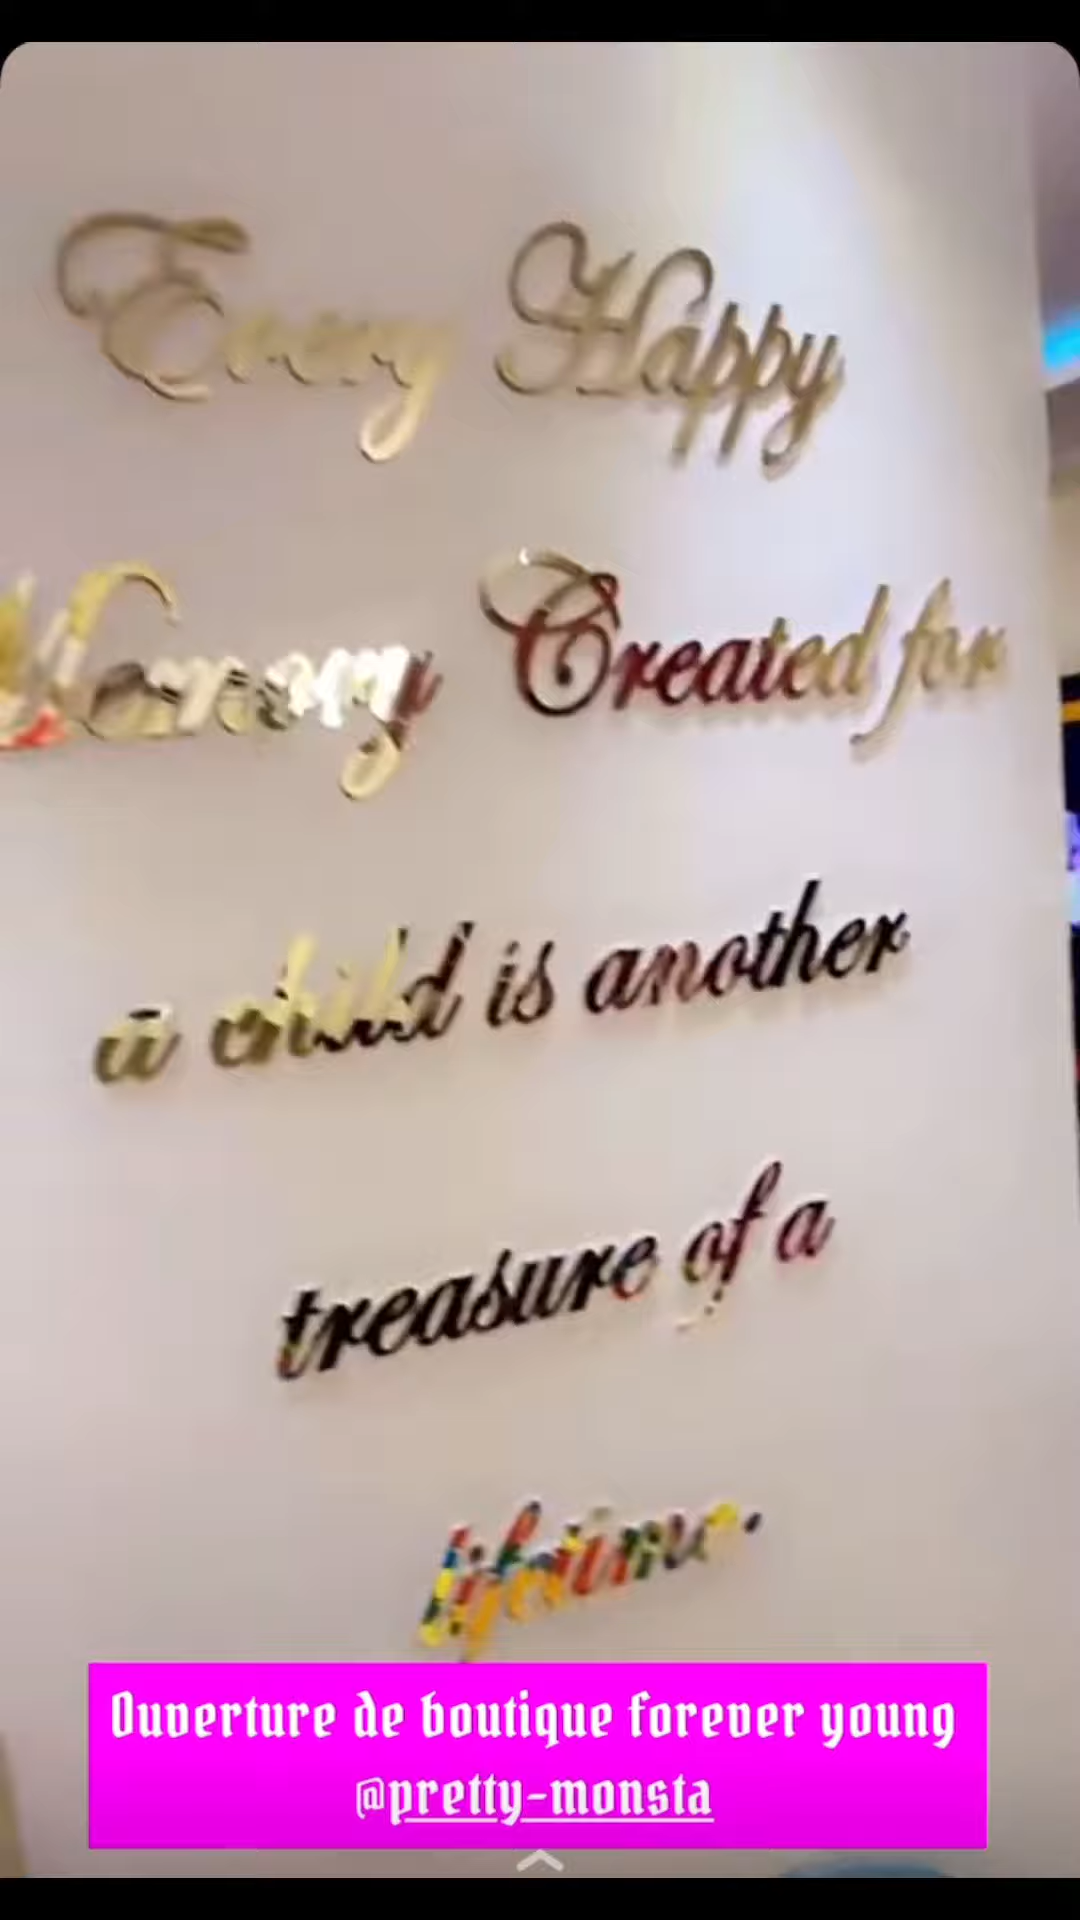 Every Happy
Memory Created for
a child is another
treasure of a
lifetime.
Ouverture de boutique forever young
@pretty-monsta